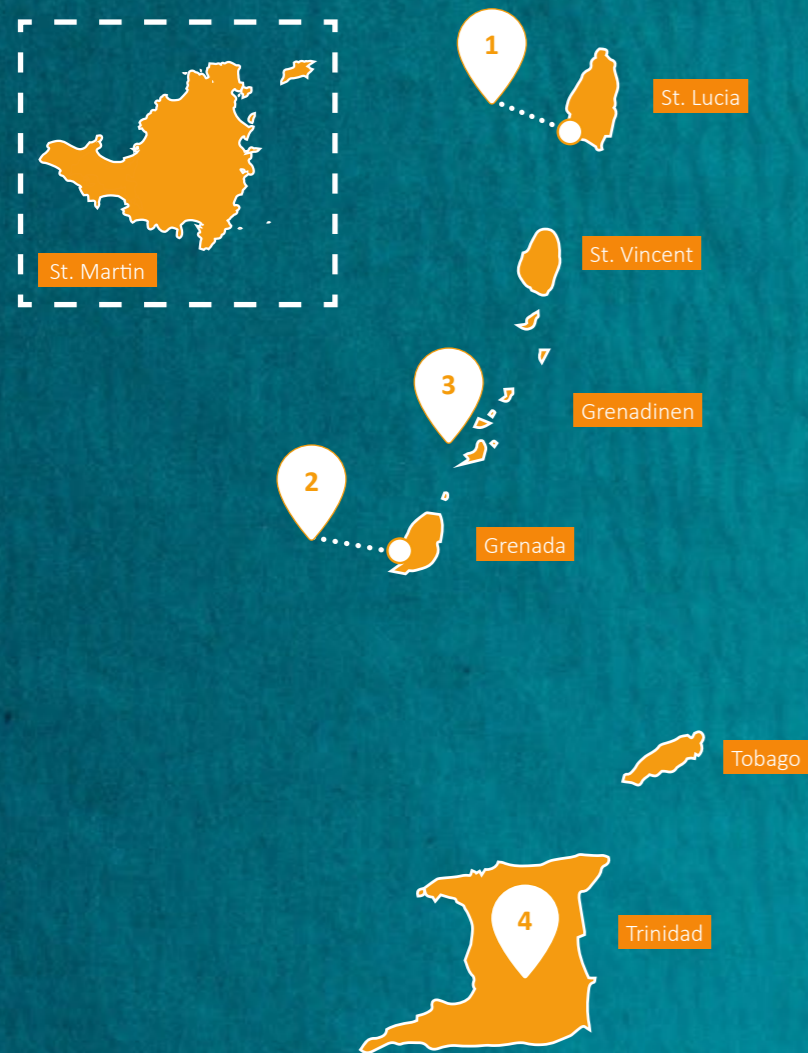 1
St. Lucia
St. Martin
St. Vincent
3
Grenadinen
2
Grenada
Tobago
4
Trinidad